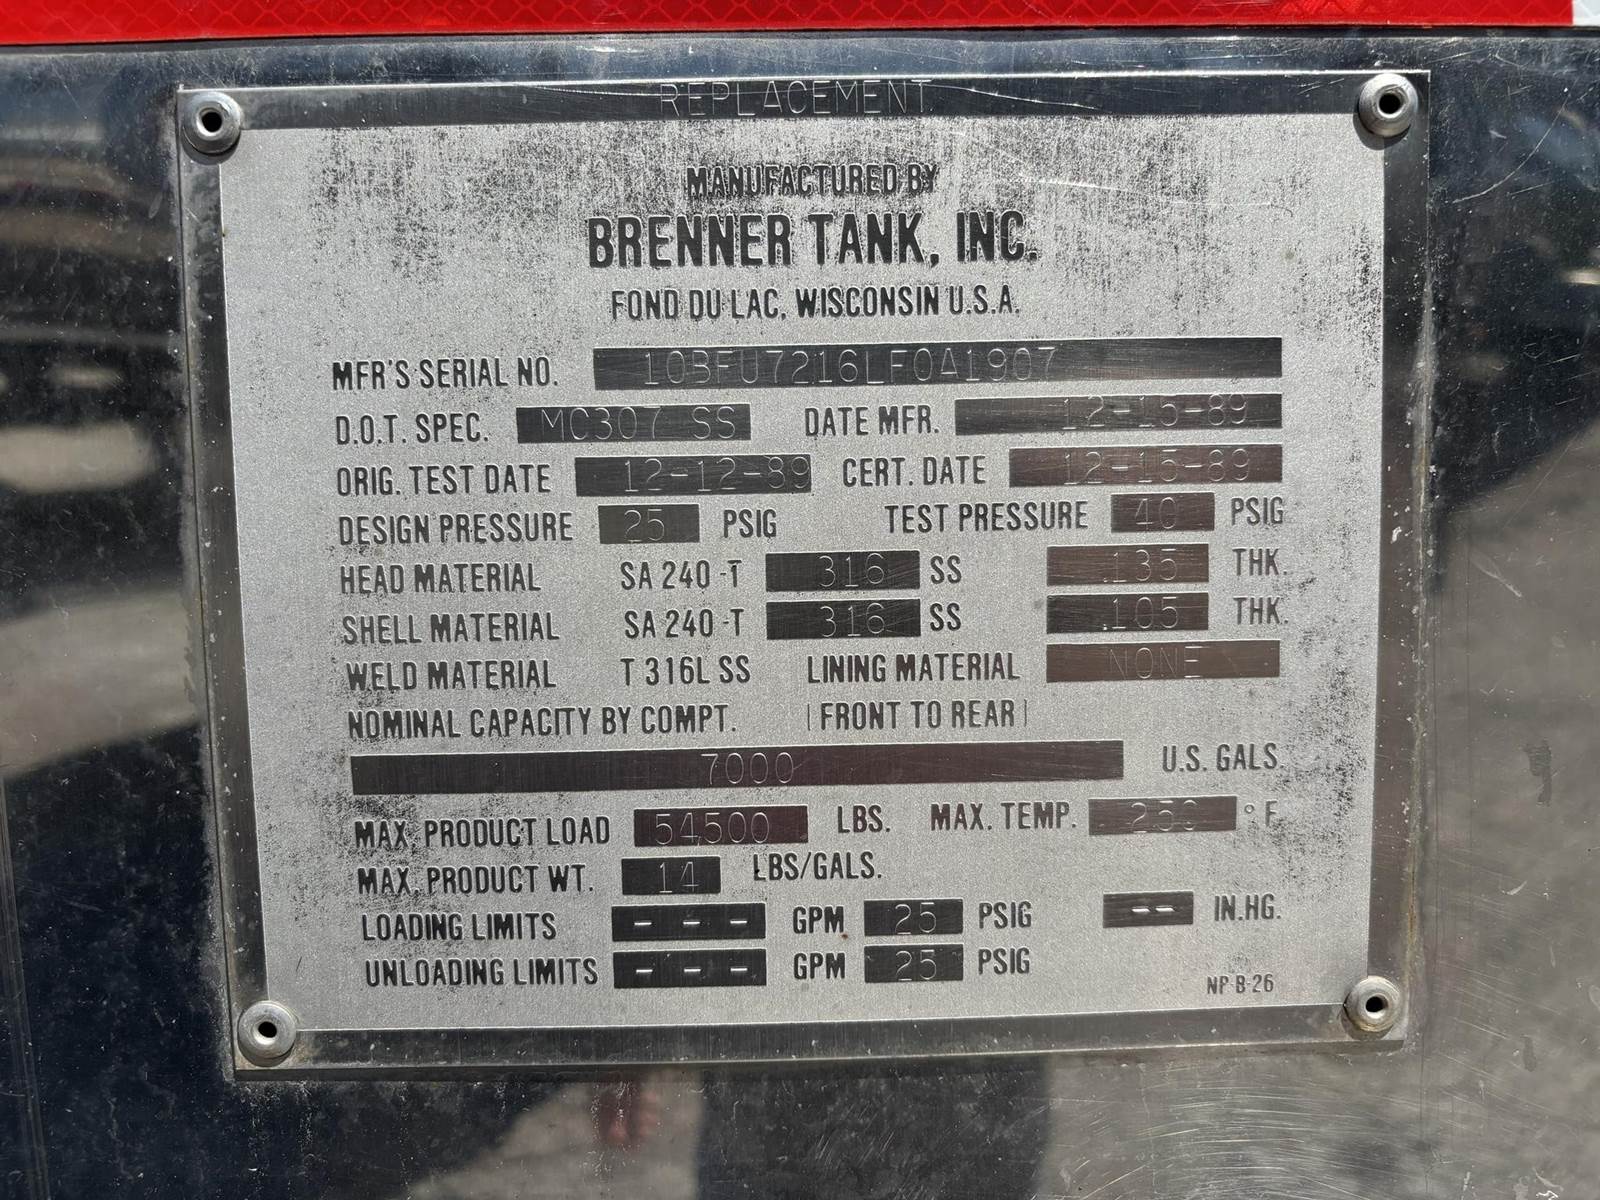 REPLACEMENT
MANUFACTURED BY
BRENNER TANK, INC.
FOND DU LAC, WISCONSIN U.S.A.
MFR'S SERIAL NO. 10BFU7216LF0A1907
D.O.T. SPEC. MC307 SS DATE MFR. 12-15-89
ORIG. TEST DATE 12-12-89 CERT. DATE 12-15-89
DESIGN PRESSURE 25 PSIG TEST PRESSURE 40 PSIG
HEAD MATERIAL SA 240-T 316 SS .135 THK.
SHELL MATERIAL SA 240-T 316 SS .105 THK.
WELD MATERIAL T 316L SS LINING MATERIAL NONE
NOMINAL CAPACITY BY COMPT. (FRONT TO REAR)
7000 U.S. GALS.
MAX. PRODUCT LOAD 54500 LBS. MAX. TEMP. 250 °F
MAX. PRODUCT WT. 14 LBS/GALS.
LOADING LIMITS --- GPM 25 PSIG -- IN.HG.
UNLOADING LIMITS --- GPM 25 PSIG
NP-B-26